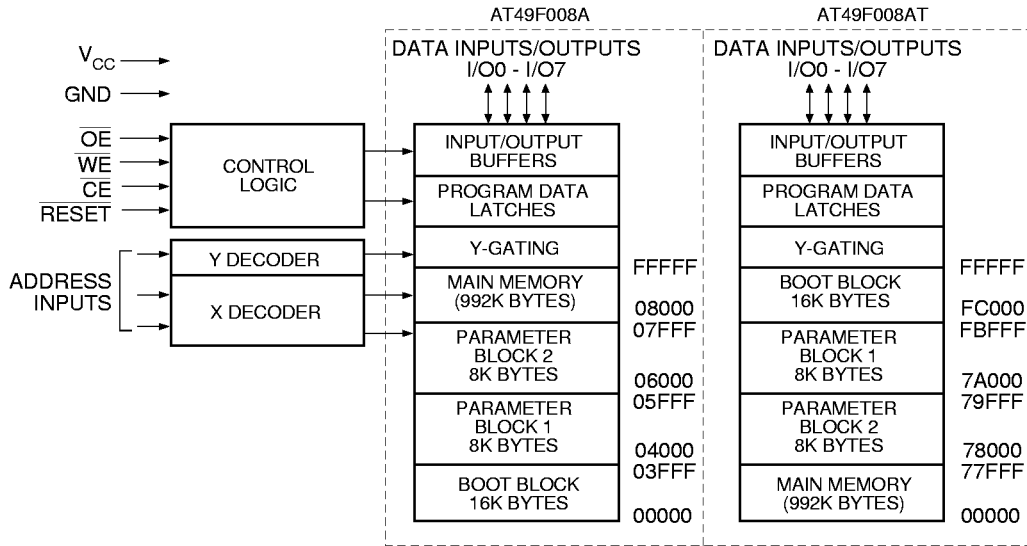 AT49F008A
AT49F008AT
DATA INPUTS/OUTPUTS
I/O0 - I/O7
DATA INPUTS/OUTPUTS
I/O0 - I/O7
VCC
GND
OE
WE
CE
RESET
CONTROL
LOGIC
ADDRESS
INPUTS
Y DECODER
X DECODER
INPUT/OUTPUT
BUFFERS
PROGRAM DATA
LATCHES
Y-GATING
MAIN MEMORY
(992K BYTES)
PARAMETER
BLOCK 2
8K BYTES
PARAMETER
BLOCK 1
8K BYTES
BOOT BLOCK
16K BYTES
FFFFF
08000
07FFF
06000
05FFF
04000
03FFF
00000
INPUT/OUTPUT
BUFFERS
PROGRAM DATA
LATCHES
Y-GATING
BOOT BLOCK
16K BYTES
PARAMETER
BLOCK 1
8K BYTES
PARAMETER
BLOCK 2
8K BYTES
MAIN MEMORY
(992K BYTES)
FFFFF
FC000
FBFFF
7A000
79FFF
78000
77FFF
00000